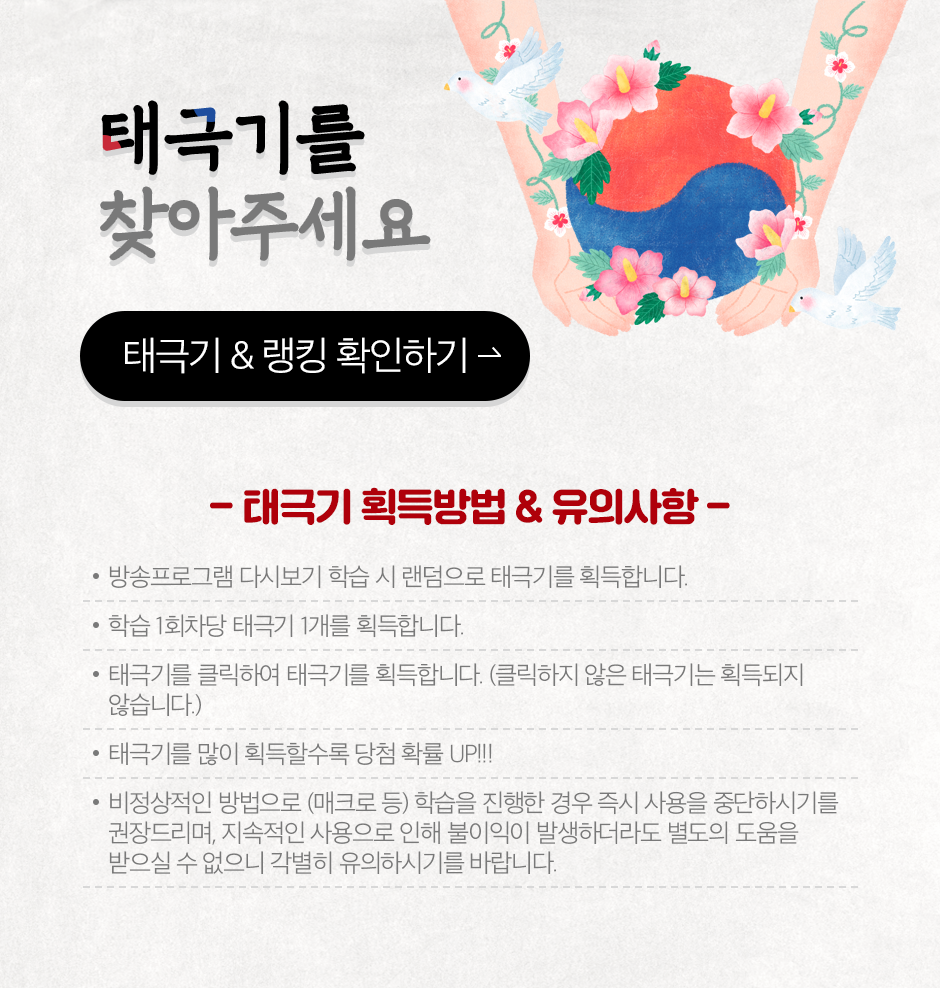 태극기를
찾아주세요
태극기 & 랭킹 확인하기 →
- 태극기 획득방법 & 유의사항 -
• 방송프로그램 다시보기 학습 시 랜덤으로 태극기를 획득합니다.
• 학습 1회차당 태극기 1개를 획득합니다.
• 태극기를 클릭하여 태극기를 획득합니다. (클릭하지 않은 태극기는 획득되지
않습니다.)
• 태극기를 많이 획득할수록 당첨 확률 UP!!!
• 비정상적인 방법으로 (매크로 등) 학습을 진행한 경우 즉시 사용을 중단하시기를
권장드리며, 지속적인 사용으로 인해 불이익이 발생하더라도 별도의 도움을
받으실 수 없으니 각별히 유의하시기를 바랍니다.